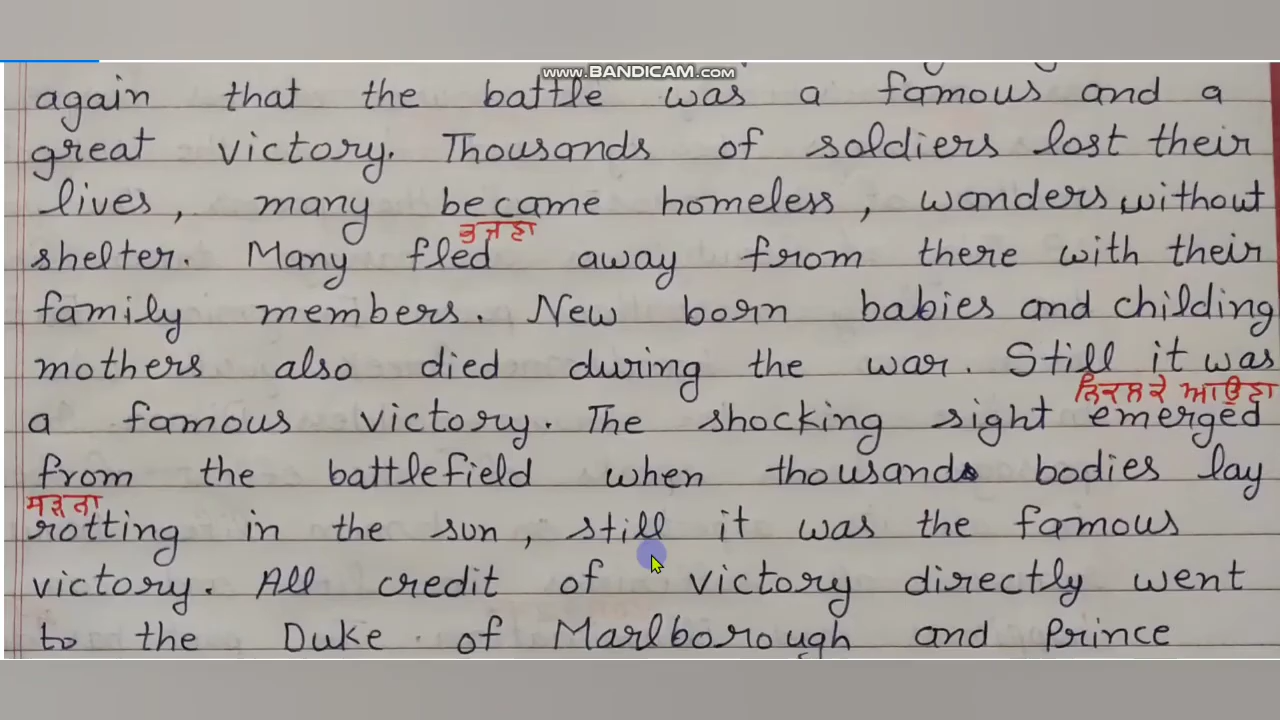 www.BANDICAM.com
again that the battle was a famous and a
great victory. Thousands of soldiers lost their
lives, many became homeless, wanders without
ਭੱਜਣਾ
shelter. Many fled away from there with their
family members. New born babies and childing
mothers also died during the war. Still it was
ਨਿਕਲਕੇ ਆਉਣਾ
a famous victory. The shocking sight emerged
from the battlefield when thousands bodies lay
ਸੜਨਾ
rotting in the sun, still it was the famous
victory. All credit of victory directly went
to the Duke of Marlborough and Prince